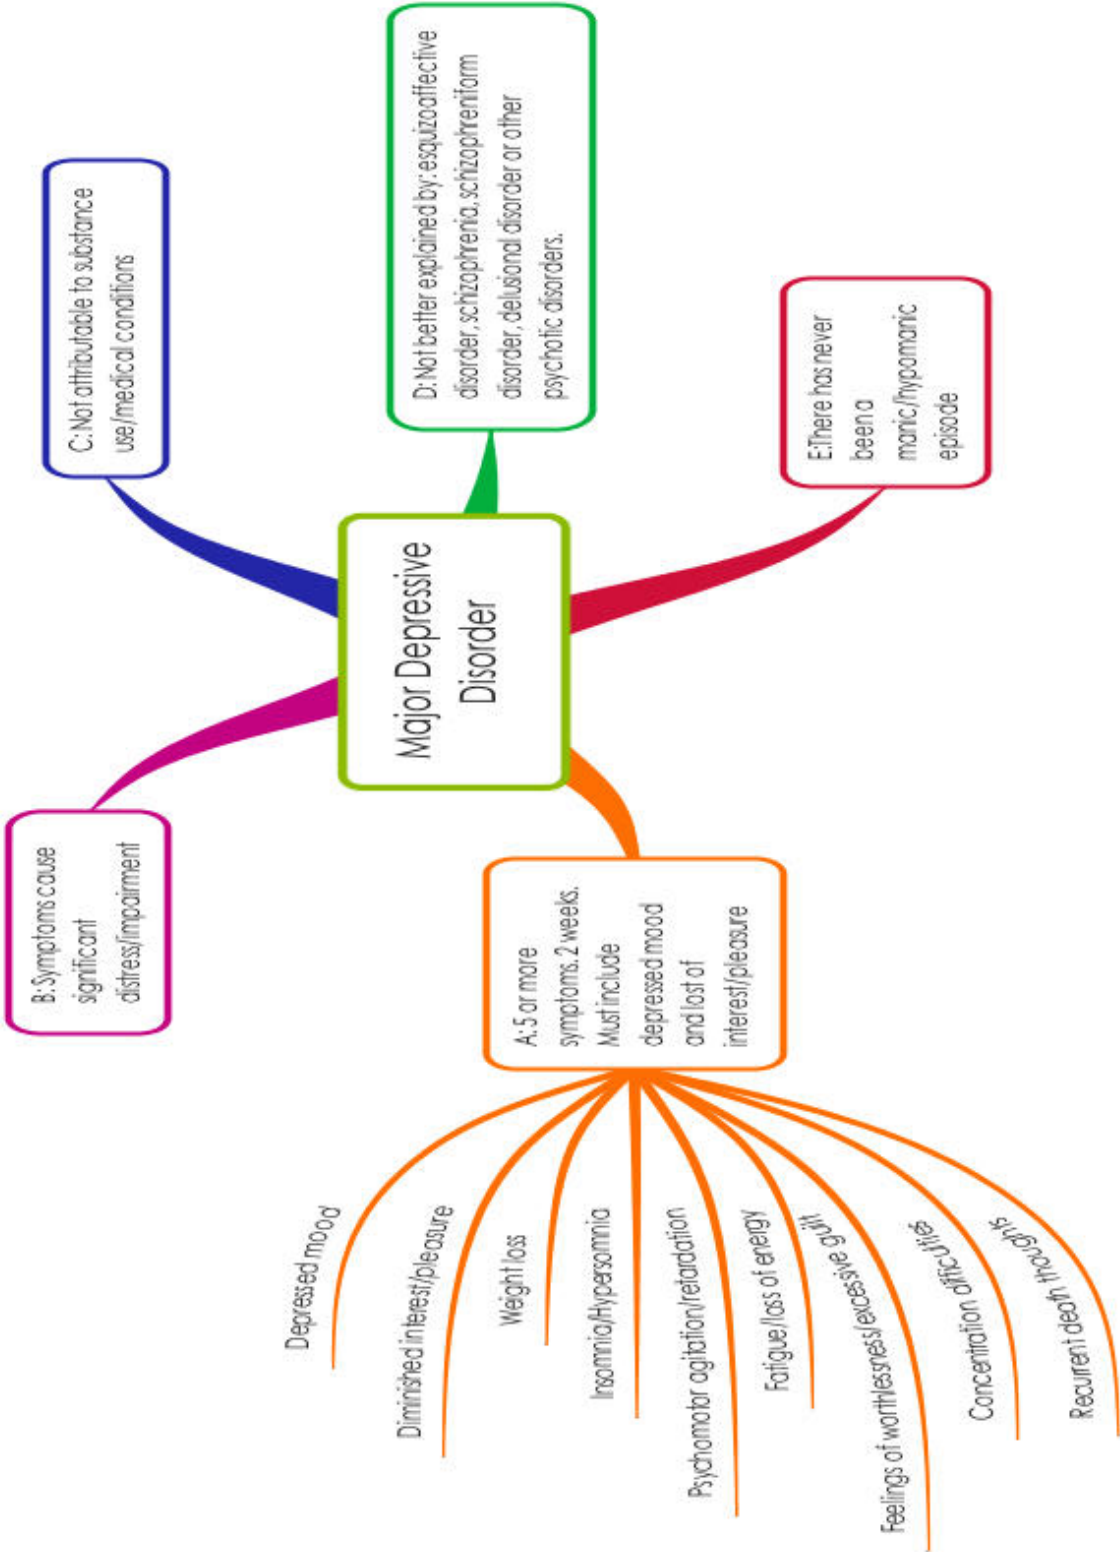 Major Depressive
Disorder
A: 5 or more
symptoms. 2 weeks.
Must include
depressed mood
and lost of
interest/pleasure
Depressed mood
Diminished interest/pleasure
Weight loss
Insomnia/Hypersomnia
Psychomotor agitation/retardation
Fatigue/loss of energy
Feelings of worthlessness/excessive guilt
Concentration difficulties
Recurrent death thoughts
B: Symptoms cause
significant
distress/impairment
C: Not attributable to substance
use/medical conditions
D: Not better explained by: esquizoaffective
disorder, schizophrenia, schizophreniform
disorder, delusional disorder or other
psychotic disorders.
E:There has never
been a
manic/hypomanic
episode